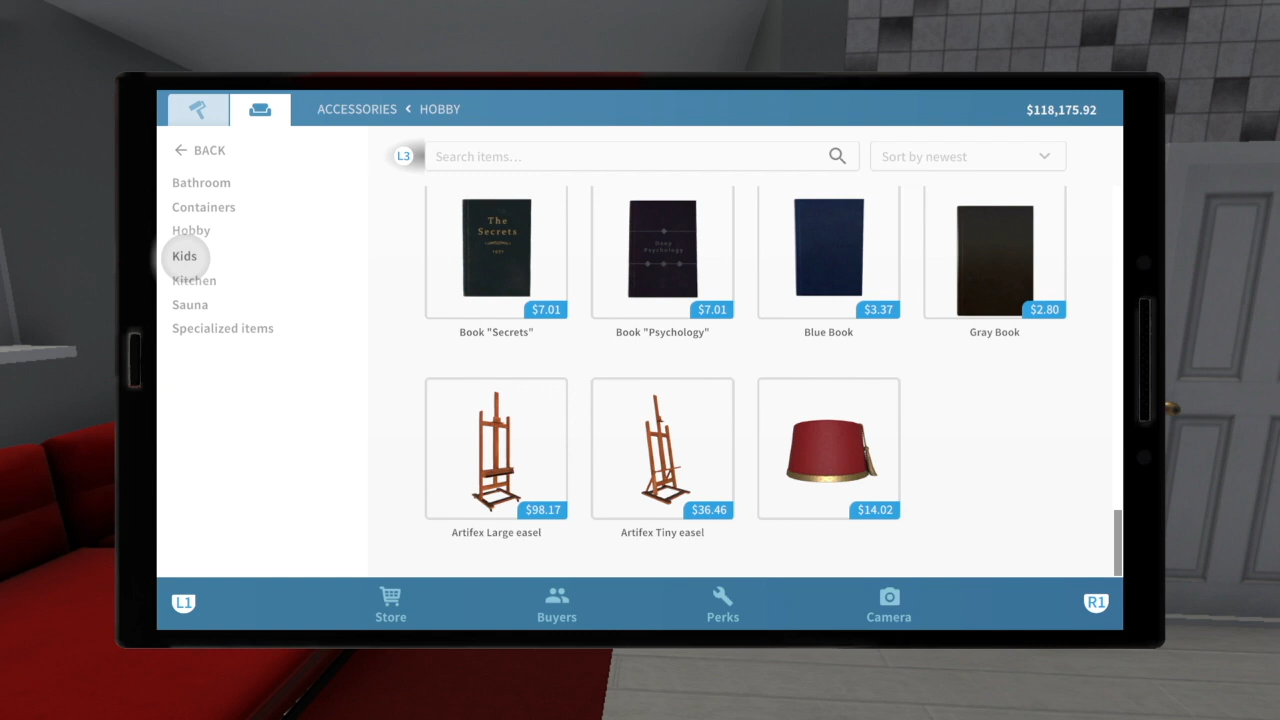 ACCESSORIES < HOBBY
$118,175.92
BACK
Bathroom
Containers
Hobby
Kids
Kitchen
Sauna
Specialized items
L3
Search items...
Sort by newest
The
Secrets
1951
$7.01
Book "Secrets"
Deep
Psychology
$7.01
Book "Psychology"
$3.37
Blue Book
$2.80
Gray Book
$98.17
Artifex Large easel
$36.46
Artifex Tiny easel
$14.02
L1
Store
Buyers
Perks
Camera
R1